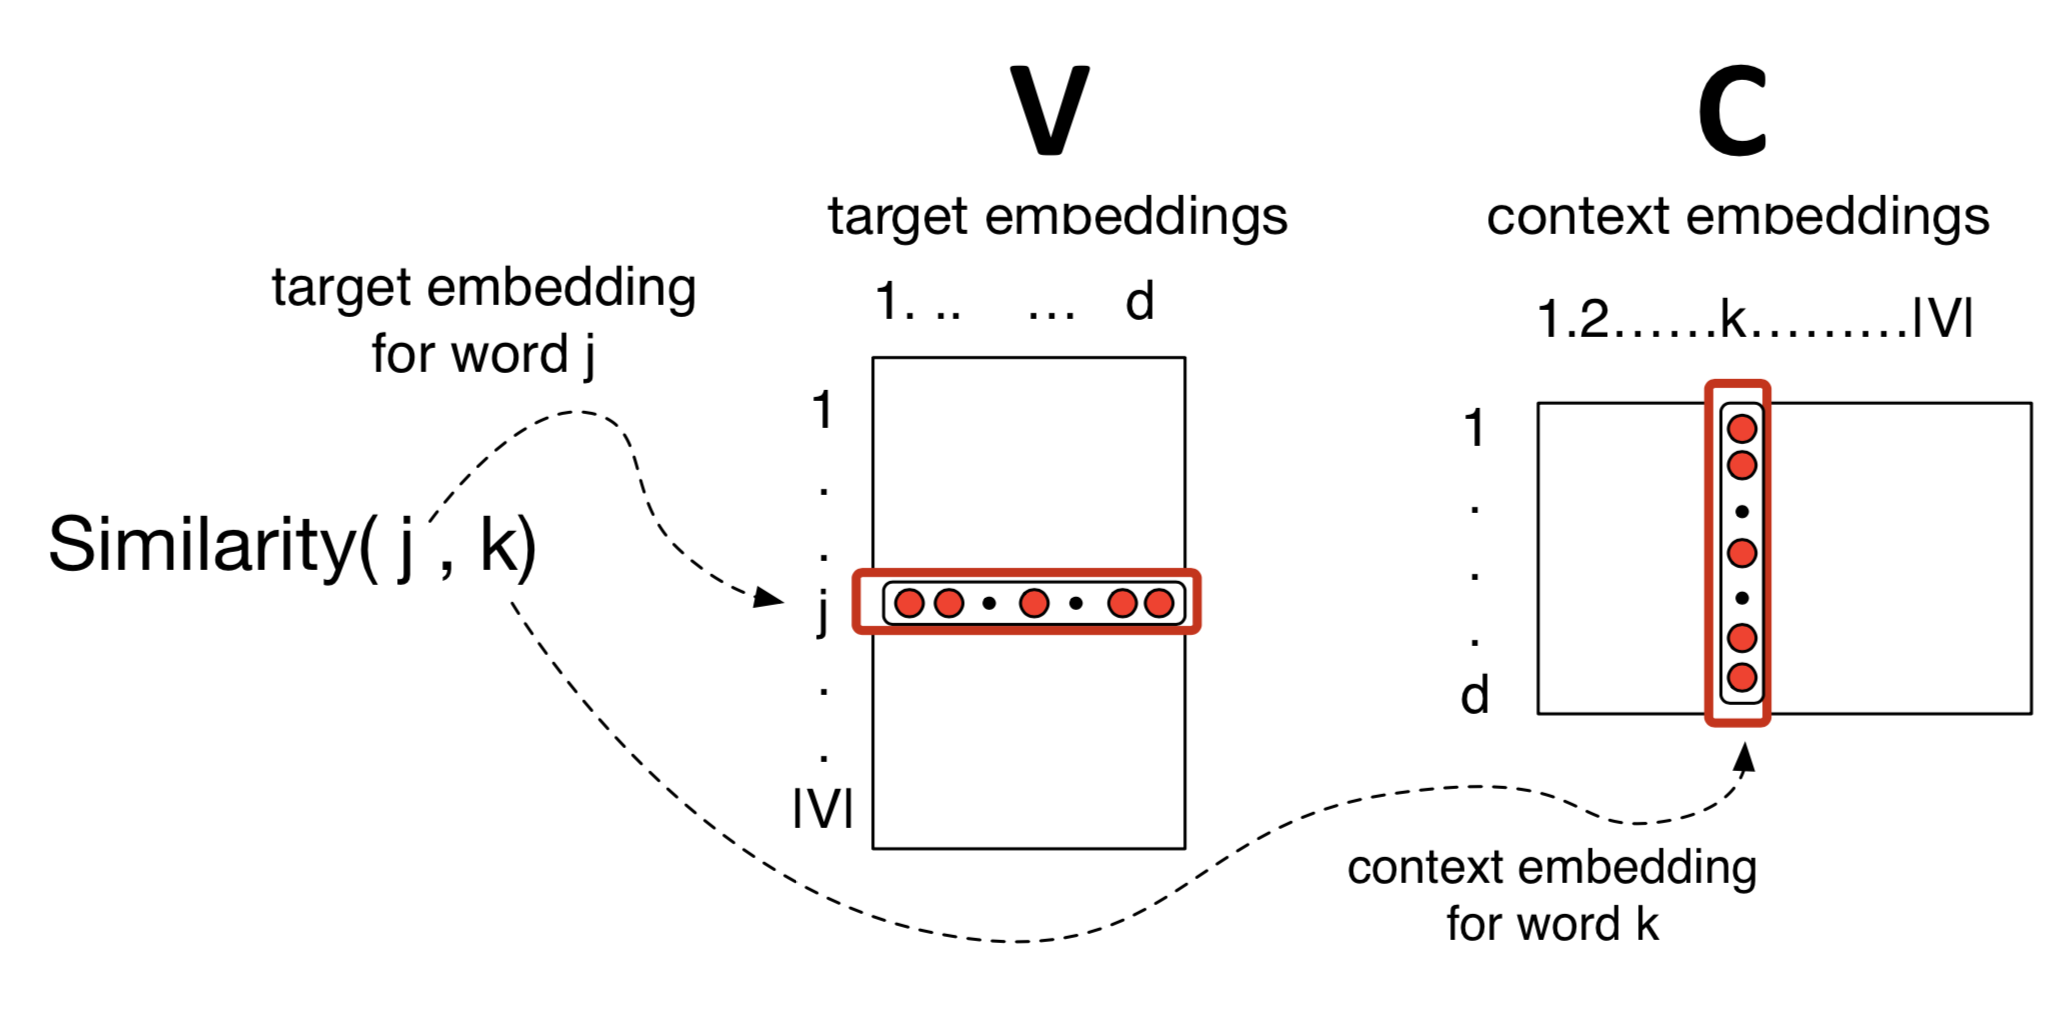 V
C
target embeddings
context embeddings
target embedding
for word j
1. .. ... d
1.2......k.........|V|
Similarity( j , k)
1
.
.
j
.
.
|V|
1
.
.
.
d
context embedding
for word k